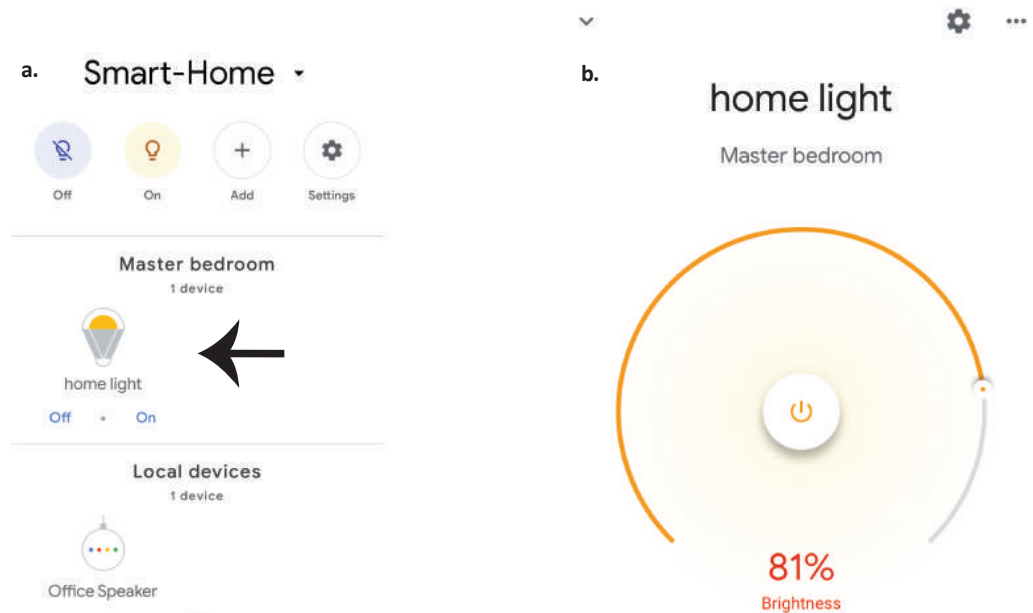 a.
Smart-Home
Off
On
Add
Settings
Master bedroom
1 device
home light
Off • On
Local devices
1 device
Office Speaker
b.
home light
Master bedroom
81%
Brightness